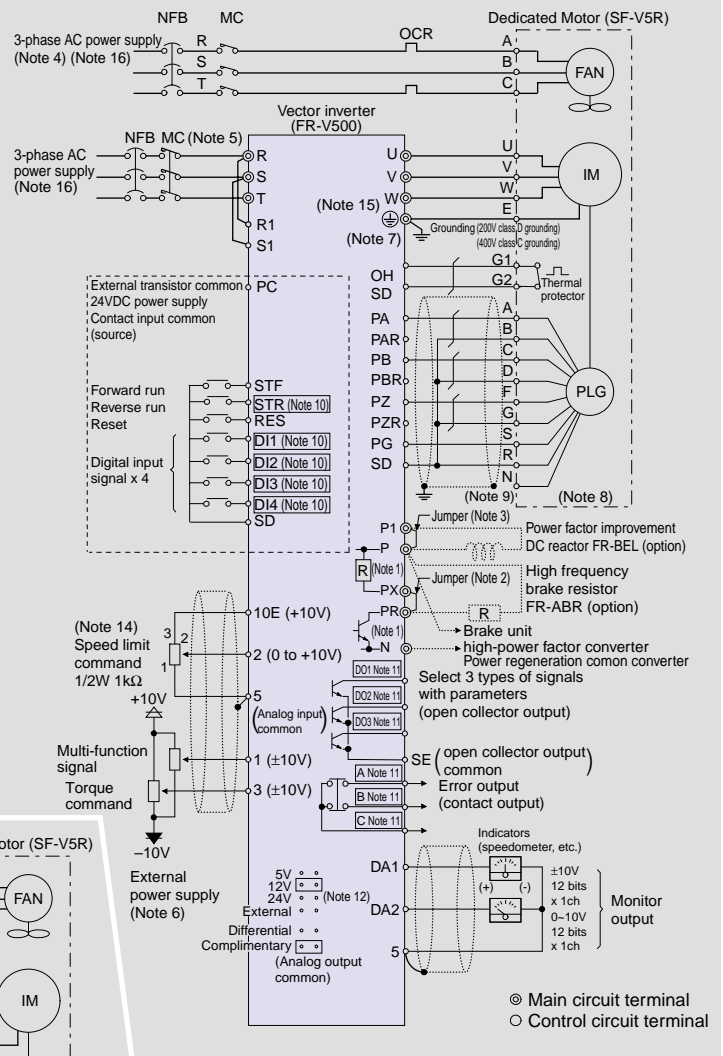 NFB MC
Dedicated Motor (SF-V5R)
3-phase AC power supply
(Note 4) (Note 16)
R
S
T
OCR
A
B
C
FAN
Vector inverter
(FR-V500)
NFB MC (Note 5)
3-phase AC
power supply
(Note 16)
R
S
T
R1
S1
U
V
W
(Note 15)
(Note 7)
U
V
W
E
IM
Grounding (200V class D grounding)
(400V class C grounding)
OH
SD
G1
G2
Thermal
protector
External transistor common
24VDC power supply
Contact input common
(source)
PC
PA
PAR
PB
PBR
PZ
PZR
PG
SD
A
B
C
D
F
G
S
R
N
PLG
(Note 9)
(Note 8)
Forward run
Reverse run
Reset
Digital input
signal x 4
STF
STR (Note 10)
RES
DI1 (Note 10)
DI2 (Note 10)
DI3 (Note 10)
DI4 (Note 10)
SD
P1
P
R
(Note 1)
PX
PR
(Note 1)
N
Jumper (Note 3)
Power factor improvement
DC reactor FR-BEL (option)
Jumper (Note 2)
R
High frequency
brake resistor
FR-ABR (option)
Brake unit
high-power factor converter
Power regeneration comon converter
(Note 14)
Speed limit
command
1/2W 1kΩ
3
2
1
10E (+10V)
2 (0 to +10V)
5
(Analog input
common)
+10V
Multi-function
signal
Torque
command
1 (±10V)
3 (±10V)
–10V
External
power supply
(Note 6)
DO1 Note 11
DO2 Note 11
DO3 Note 11
Select 3 types of signals
with parameters
(open collector output)
SE (open collector output
common)
A Note 11
B Note 11
C Note 11
Error output
(contact output)
5V
12V
24V
(Note 12)
External
Differential
Complimentary
(Analog output
common)
DA1
DA2
5
Indicators
(speedometer, etc.)
(+) (-)
±10V
12 bits
x 1ch
0~10V
12 bits
x 1ch
Monitor
output
otor (SF-V5R)
FAN
IM
Main circuit terminal
Control circuit terminal